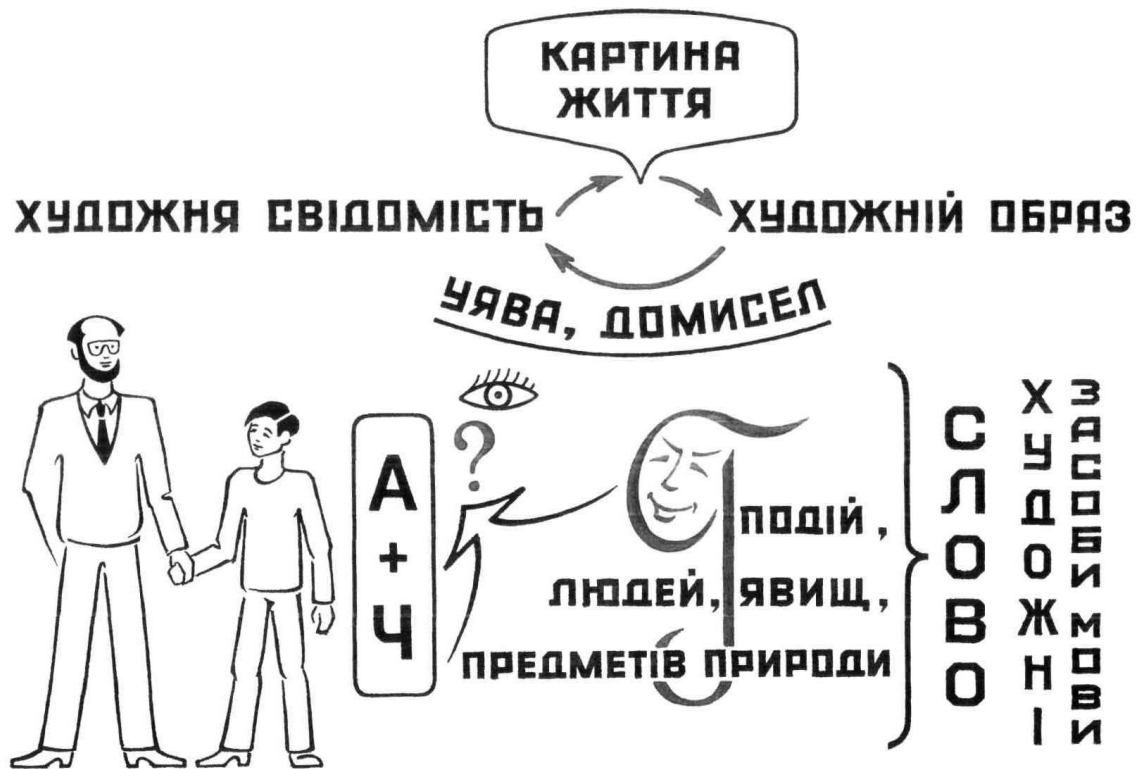 КАРТИНА
ЖИТТЯ
ХУДОЖНЯ СВІДОМІСТЬ
ХУДОЖНІЙ ОБРАЗ
УЯВА, ДОМИСЕЛ
А
+
Ч
?
ПОДІЙ,
ЛЮДЕЙ, ЯВИЩ,
ПРЕДМЕТІВ ПРИРОДИ
СЛОВО
ХУДОЖНІ
ЗАСОБИ МОВИ